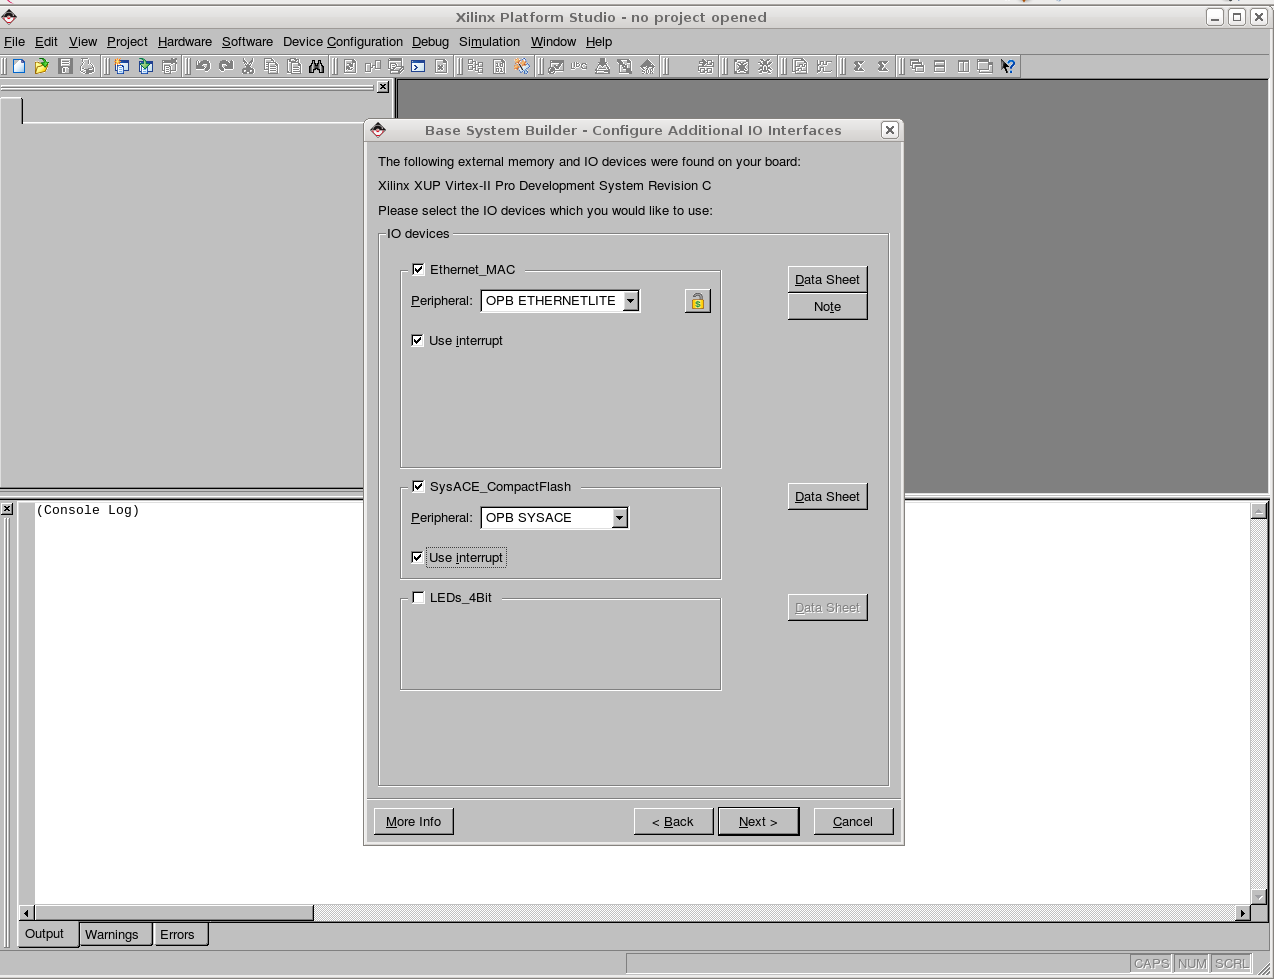 Xilinx Platform Studio - no project opened
File Edit View Project Hardware Software Device Configuration Debug Simulation Window Help
Base System Builder - Configure Additional IO Interfaces
The following external memory and IO devices were found on your board:
Xilinx XUP Virtex-II Pro Development System Revision C
Please select the IO devices which you would like to use:
IO devices
Ethernet_MAC
Data Sheet
Peripheral: OPB ETHERNETLITE
Note
Use interrupt
SysACE_CompactFlash
Data Sheet
Peripheral: OPB SYSACE
Use interrupt
LEDs_4Bit
Data Sheet
More Info < Back Next > Cancel
(Console Log)
Output Warnings Errors
CAPS NUM SCRL